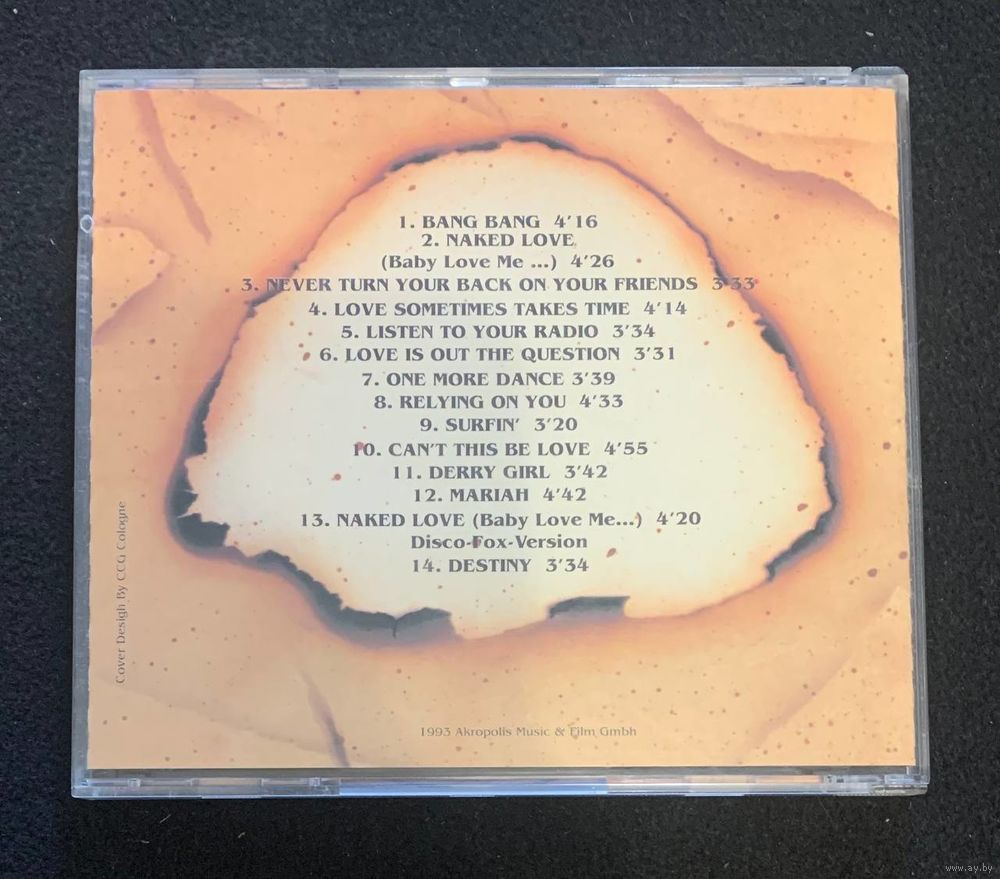 1. BANG BANG 4'16
2. NAKED LOVE
(Baby Love Me ...) 4'26
3. NEVER TURN YOUR BACK ON YOUR FRIENDS 3'33
4. LOVE SOMETIMES TAKES TIME 4'14
5. LISTEN TO YOUR RADIO 3'34
6. LOVE IS OUT THE QUESTION 3'31
7. ONE MORE DANCE 3'39
8. RELYING ON YOU 4'33
9. SURFIN' 3'20
10. CAN'T THIS BE LOVE 4'55
11. DERRY GIRL 3'42
12. MARIAH 4'42
13. NAKED LOVE (Baby Love Me...) 4'20
Disco-Fox-Version
14. DESTINY 3'34
Cover Desigh By CCG Cologne
1993 Akropolis Music & Film Gmbh
www.ay.by